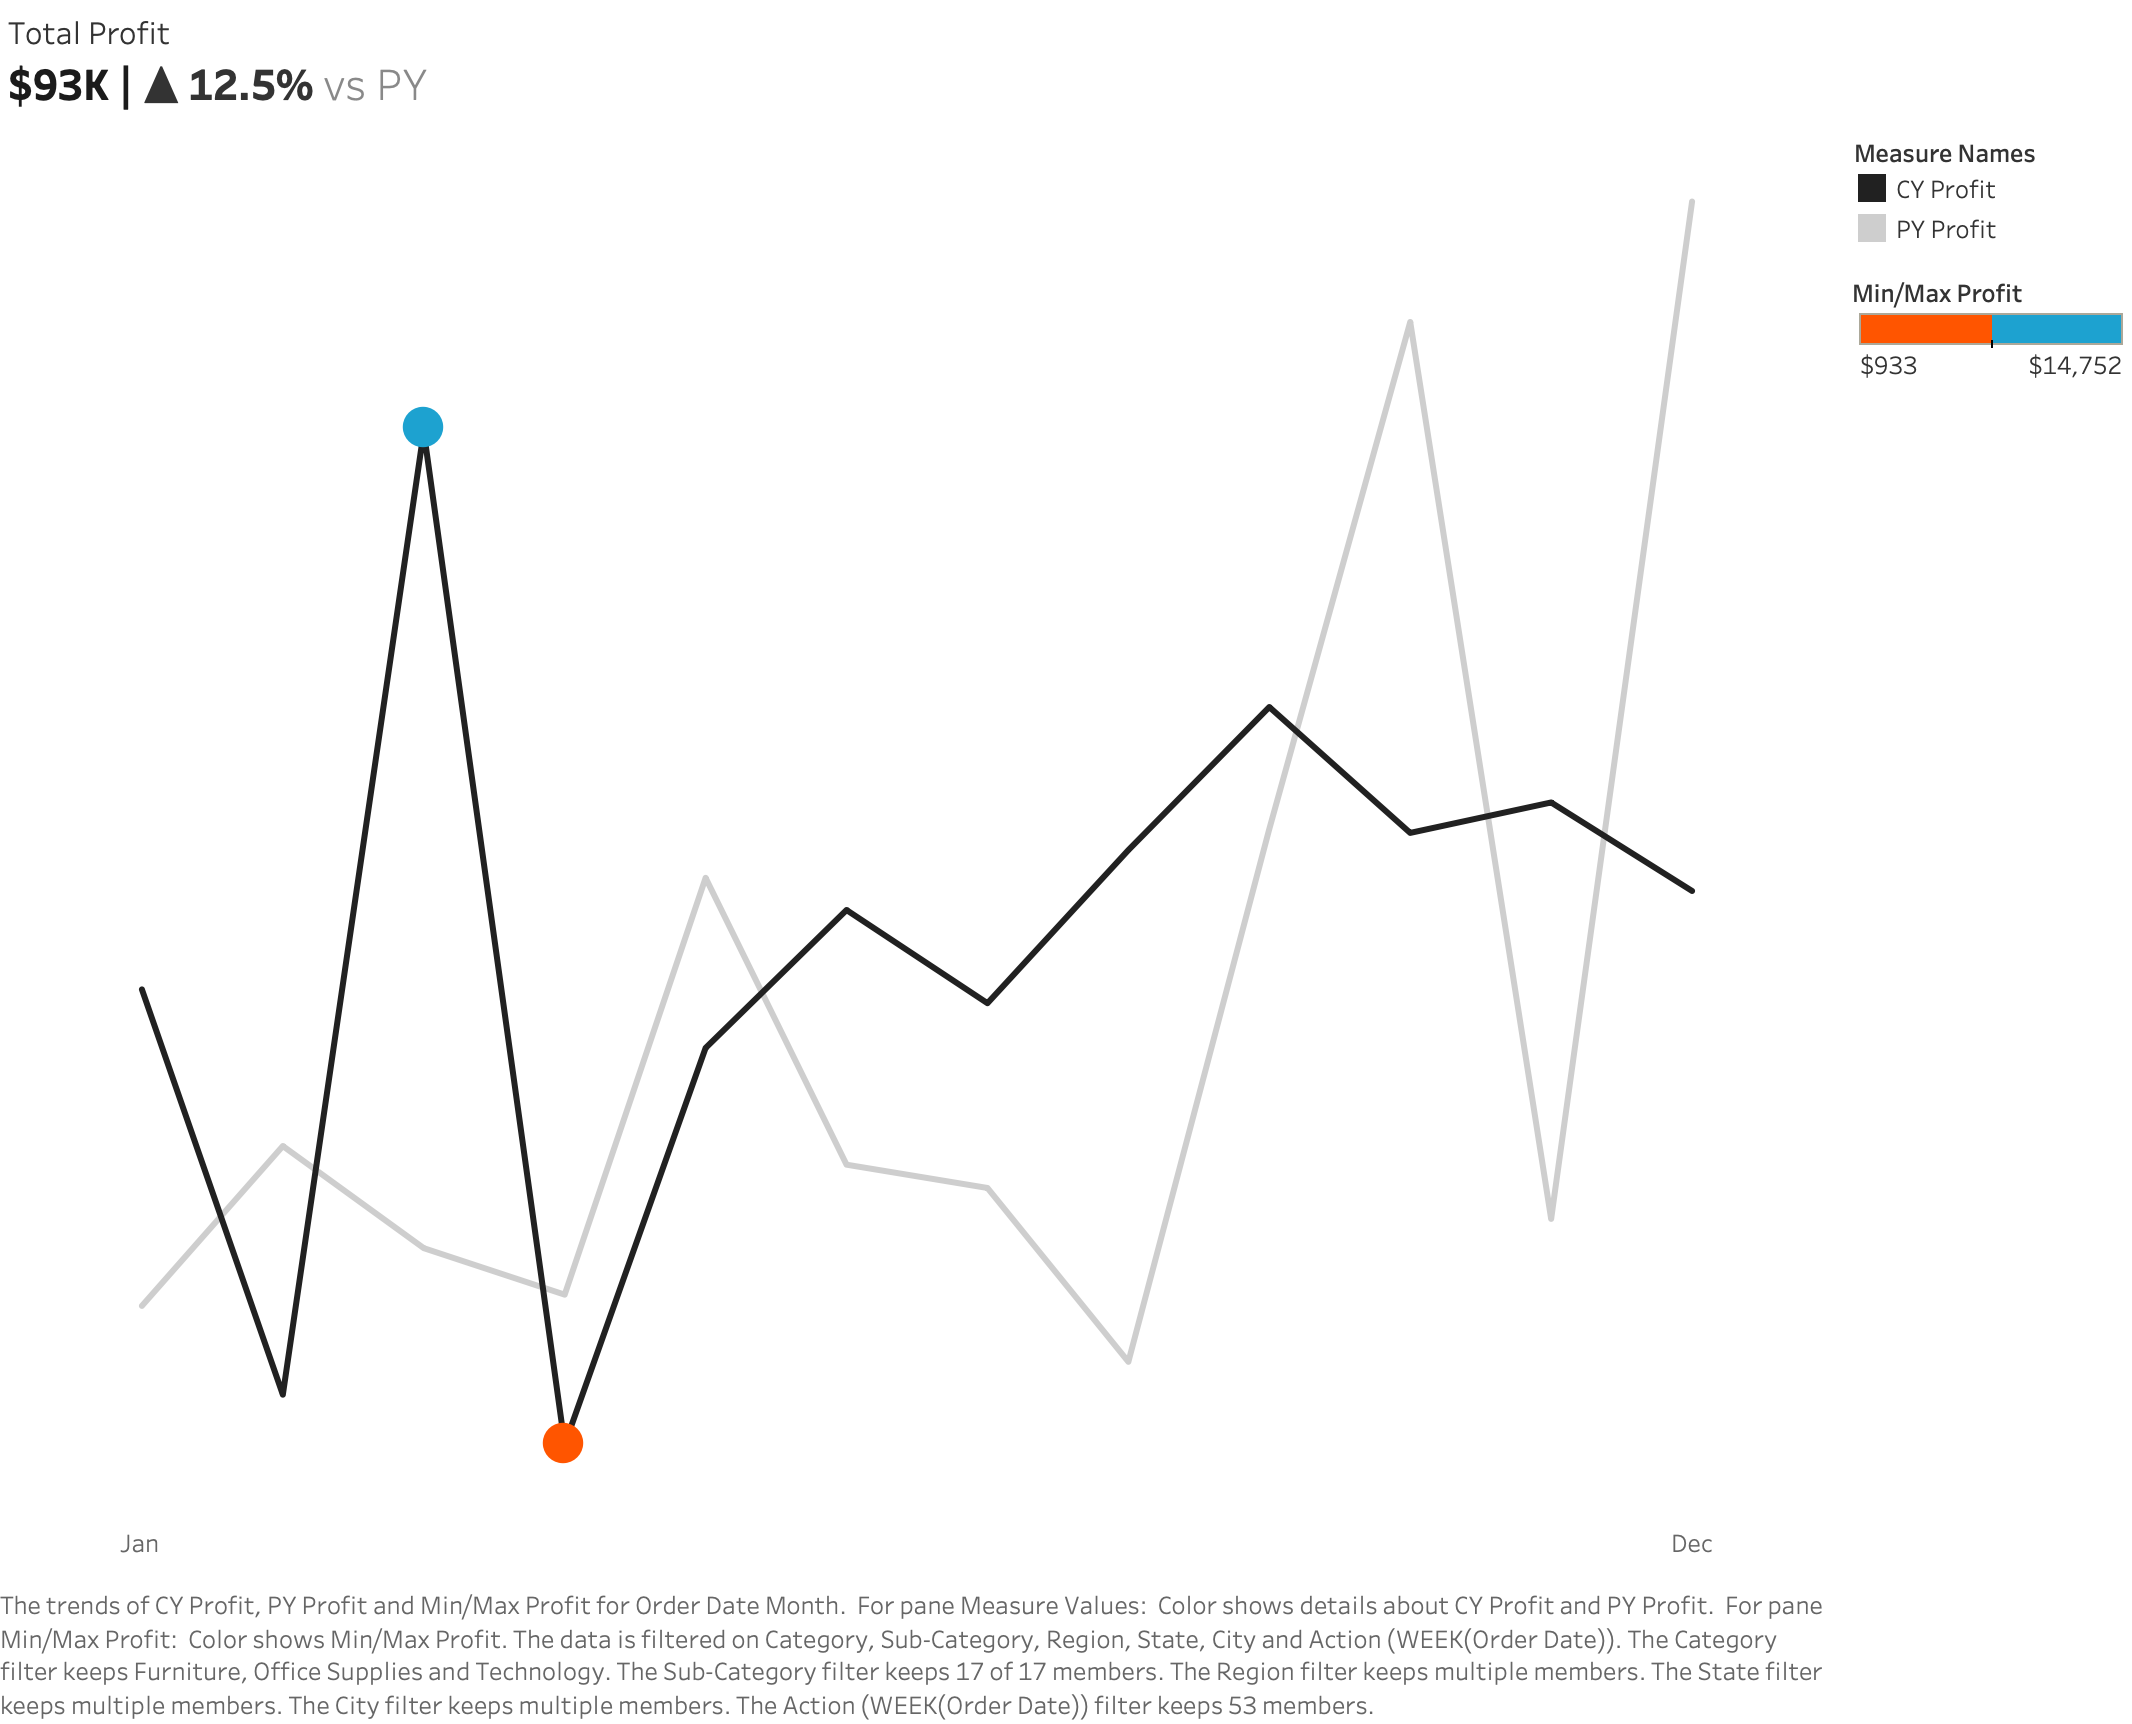 Total Profit
$93K | ▲ 12.5% vs PY
Measure Names
CY Profit
PY Profit
Min/Max Profit
$933 $14,752
Jan Dec
The trends of CY Profit, PY Profit and Min/Max Profit for Order Date Month.  For pane Measure Values:  Color shows details about CY Profit and PY Profit.  For pane
Min/Max Profit:  Color shows Min/Max Profit. The data is filtered on Category, Sub-Category, Region, State, City and Action (WEEK(Order Date)). The Category
filter keeps Furniture, Office Supplies and Technology. The Sub-Category filter keeps 17 of 17 members. The Region filter keeps multiple members. The State filter
keeps multiple members. The City filter keeps multiple members. The Action (WEEK(Order Date)) filter keeps 53 members.